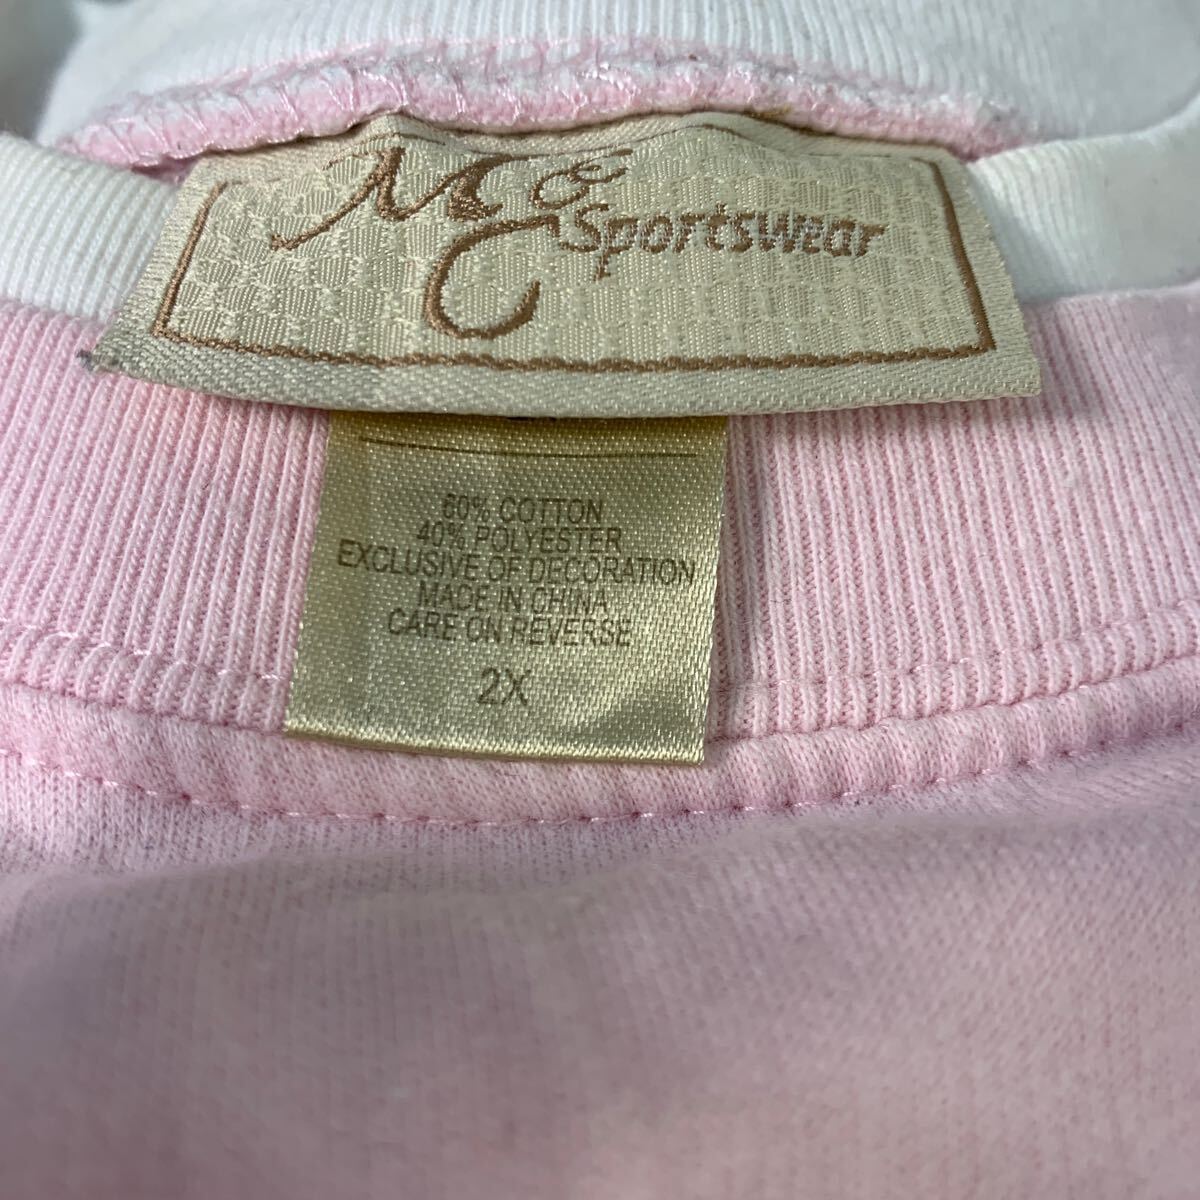 M & C Sportswear
60% COTTON
40% POLYESTER
EXCLUSIVE OF DECORATION
MADE IN CHINA
CARE ON REVERSE
2X